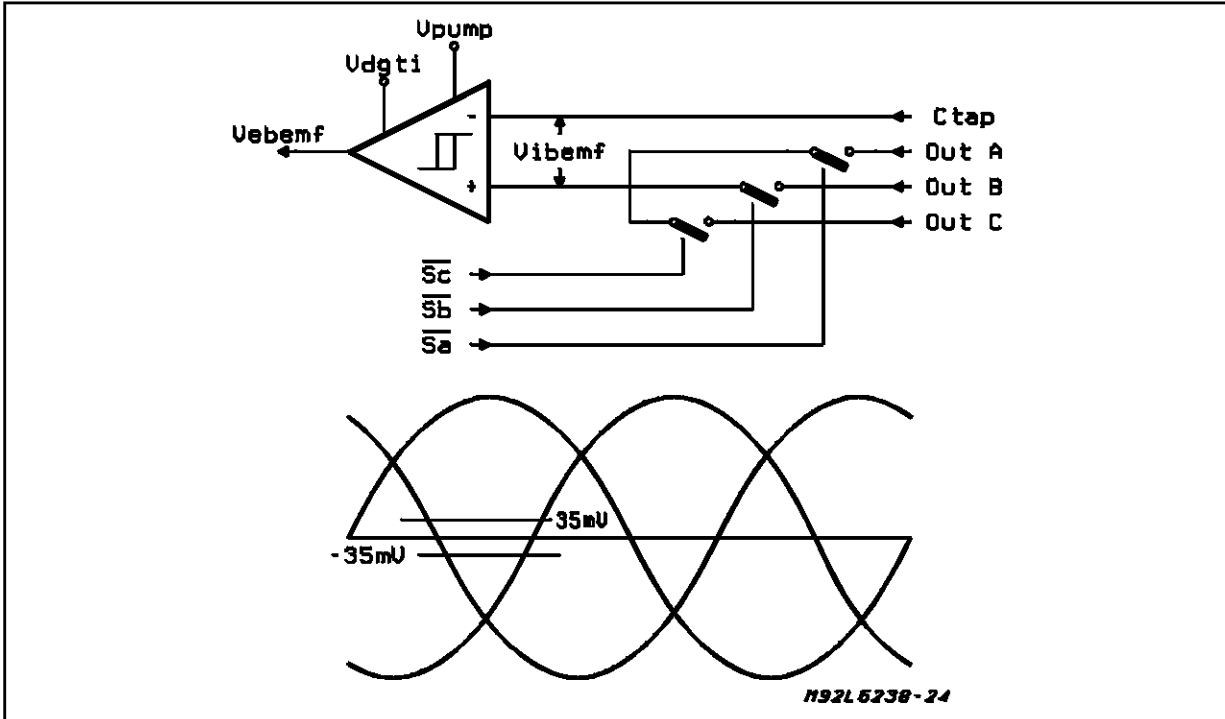 Vpump
Vdgti
Vebemf
-
+
Vibemf
Ctap
Out A
Out B
Out C
Sc
Sb
Sa
35mV
-35mV
M92L6238-24